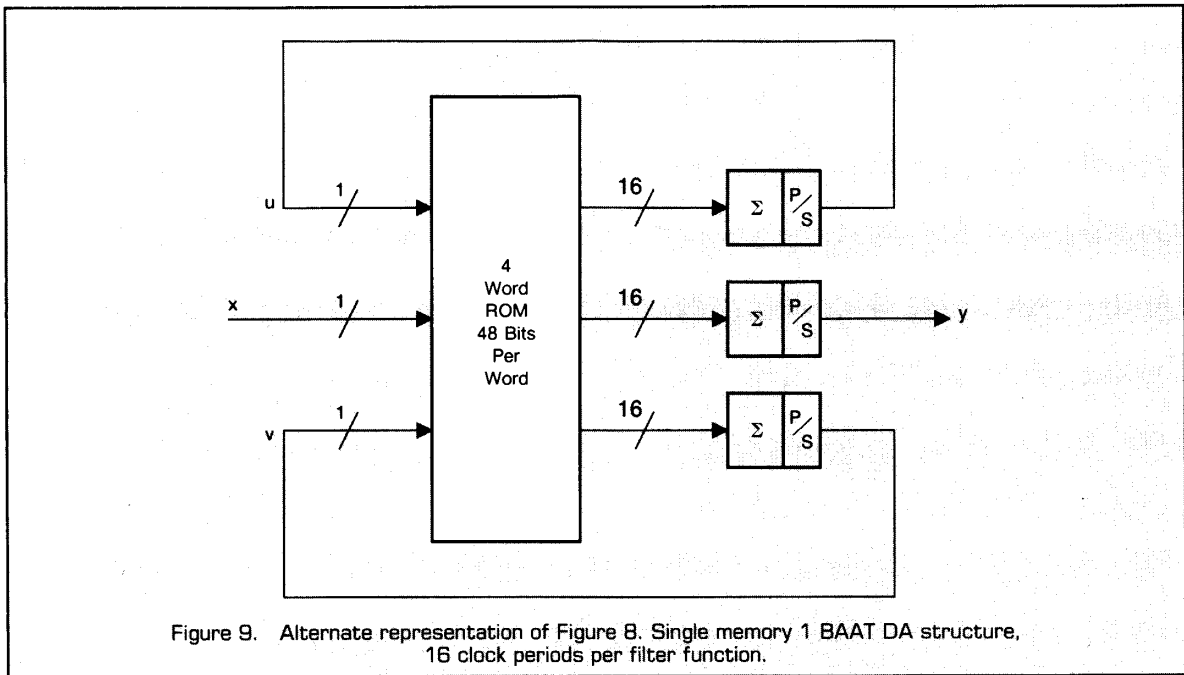 u
1
16
Σ
P/S
x
1
4
Word
ROM
48 Bits
Per
Word
16
Σ
P/S
y
v
1
16
Σ
P/S
Figure 9. Alternate representation of Figure 8. Single memory 1 BAAT DA structure,
16 clock periods per filter function.